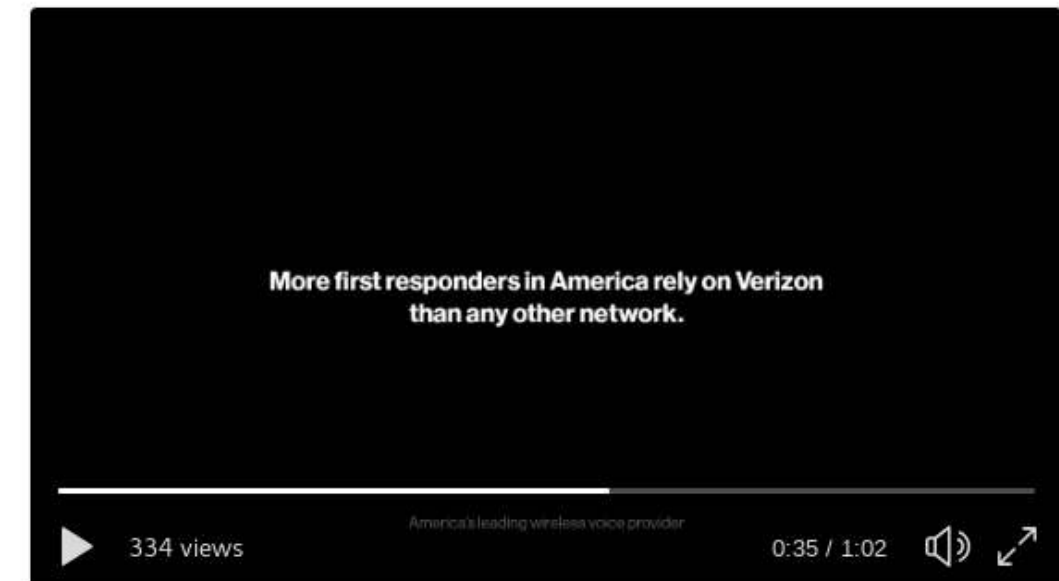 More first responders in America rely on Verizon
than any other network.
America's leading wireless voice provider
334 views
0:35 / 1:02